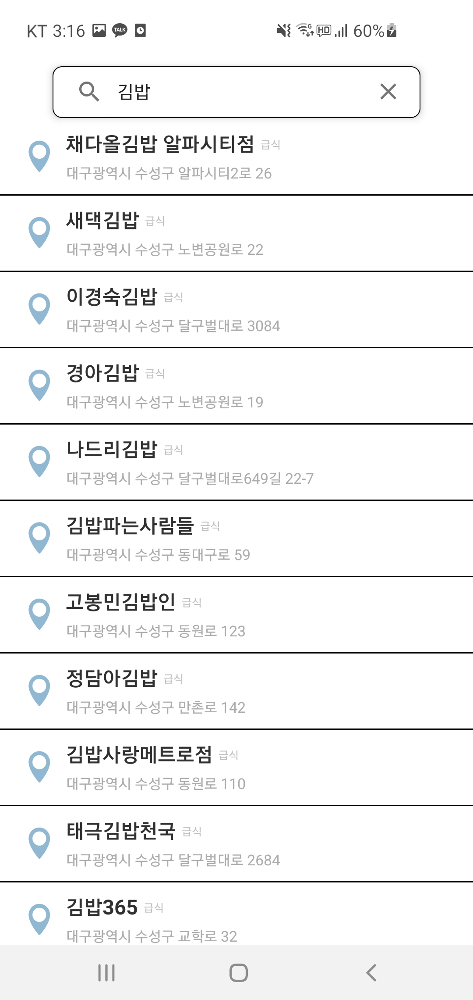 KT 3:16 TALK G HD 60%
김밥
채다올김밥 알파시티점 급식
대구광역시 수성구 알파시티2로 26
새댁김밥 급식
대구광역시 수성구 노변공원로 22
이경숙김밥 급식
대구광역시 수성구 달구벌대로 3084
경아김밥 급식
대구광역시 수성구 노변공원로 19
나드리김밥 급식
대구광역시 수성구 달구벌대로649길 22-7
김밥파는사람들 급식
대구광역시 수성구 동대구로 59
고봉민김밥인 급식
대구광역시 수성구 동원로 123
정담아김밥 급식
대구광역시 수성구 만촌로 142
김밥사랑메트로점 급식
대구광역시 수성구 동원로 110
태극김밥천국 급식
대구광역시 수성구 달구벌대로 2684
김밥365 급식
대구광역시 수성구 교학로 32